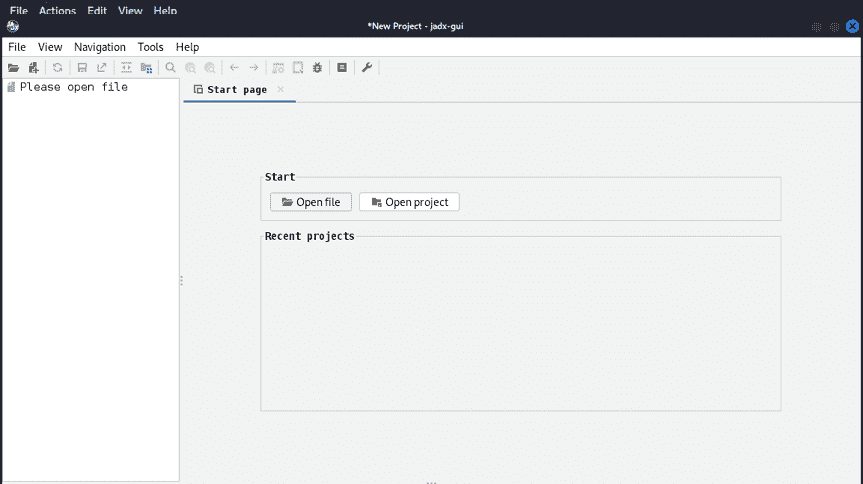 File Actions Edit View Help
*New Project - jadx-gui
File View Navigation Tools Help
Please open file
Start page
Start
Open file Open project
Recent projects